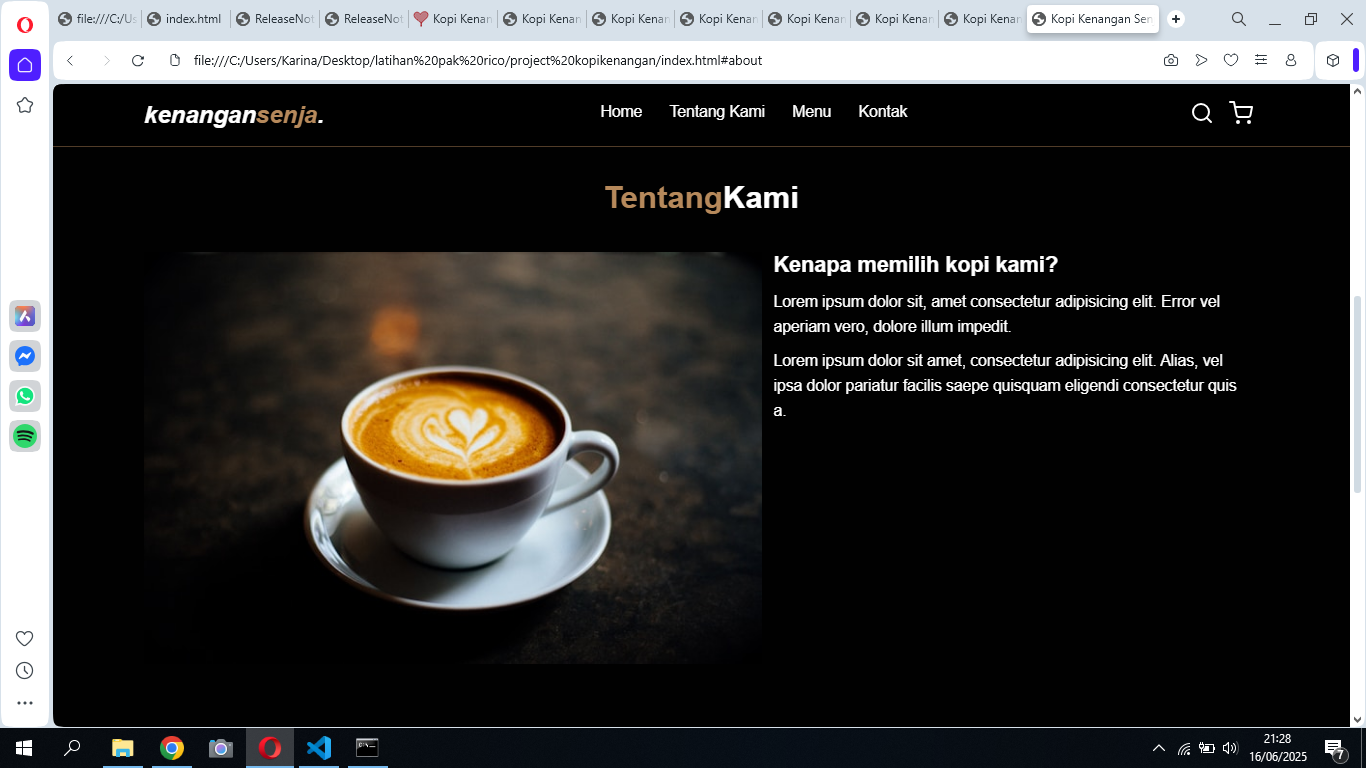 file:///C:/Us
index.html
ReleaseNot
ReleaseNot
Kopi Kenan
Kopi Kenan
Kopi Kenan
Kopi Kenan
Kopi Kenan
Kopi Kenan
Kopi Kenan
Kopi Kenangan Sen
file:///C:/Users/Karina/Desktop/latihan%20pak%20rico/project%20kopikenangan/index.html#about
kenangansenja.
Home Tentang Kami Menu Kontak
TentangKami
Kenapa memilih kopi kami?
Lorem ipsum dolor sit, amet consectetur adipisicing elit. Error vel
aperiam vero, dolore illum impedit.
Lorem ipsum dolor sit amet, consectetur adipisicing elit. Alias, vel
ipsa dolor pariatur facilis saepe quisquam eligendi consectetur quis
a.
21:28
16/06/2025
7